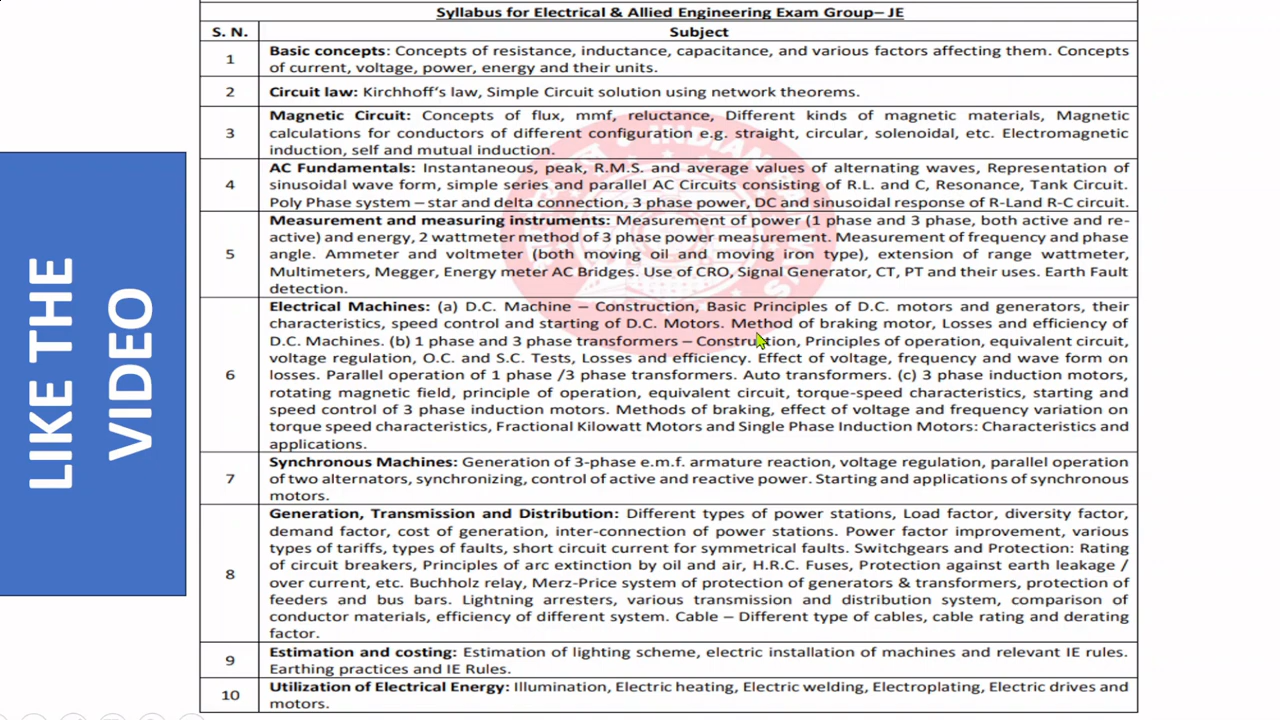 Syllabus for Electrical & Allied Engineering Exam Group– JE
S. N. Subject
1 Basic concepts: Concepts of resistance, inductance, capacitance, and various factors affecting them. Concepts
of current, voltage, power, energy and their units.
2 Circuit law: Kirchhoff's law, Simple Circuit solution using network theorems.
3 Magnetic Circuit: Concepts of flux, mmf, reluctance, Different kinds of magnetic materials, Magnetic
calculations for conductors of different configuration e.g. straight, circular, solenoidal, etc. Electromagnetic
induction, self and mutual induction.
4 AC Fundamentals: Instantaneous, peak, R.M.S. and average values of alternating waves, Representation of
sinusoidal wave form, simple series and parallel AC Circuits consisting of R.L. and C, Resonance, Tank Circuit.
Poly Phase system – star and delta connection, 3 phase power, DC and sinusoidal response of R-Land R-C circuit.
5 Measurement and measuring instruments: Measurement of power (1 phase and 3 phase, both active and re-
active) and energy, 2 wattmeter method of 3 phase power measurement. Measurement of frequency and phase
angle. Ammeter and voltmeter (both moving oil and moving iron type), extension of range wattmeter,
Multimeters, Megger, Energy meter AC Bridges. Use of CRO, Signal Generator, CT, PT and their uses. Earth Fault
detection.
6 Electrical Machines: (a) D.C. Machine – Construction, Basic Principles of D.C. motors and generators, their
characteristics, speed control and starting of D.C. Motors. Method of braking motor, Losses and efficiency of
D.C. Machines. (b) 1 phase and 3 phase transformers – Construction, Principles of operation, equivalent circuit,
voltage regulation, O.C. and S.C. Tests, Losses and efficiency. Effect of voltage, frequency and wave form on
losses. Parallel operation of 1 phase /3 phase transformers. Auto transformers. (c) 3 phase induction motors,
rotating magnetic field, principle of operation, equivalent circuit, torque-speed characteristics, starting and
speed control of 3 phase induction motors. Methods of braking, effect of voltage and frequency variation on
torque speed characteristics, Fractional Kilowatt Motors and Single Phase Induction Motors: Characteristics and
applications.
7 Synchronous Machines: Generation of 3-phase e.m.f. armature reaction, voltage regulation, parallel operation
of two alternators, synchronizing, control of active and reactive power. Starting and applications of synchronous
motors.
8 Generation, Transmission and Distribution: Different types of power stations, Load factor, diversity factor,
demand factor, cost of generation, inter-connection of power stations. Power factor improvement, various
types of tariffs, types of faults, short circuit current for symmetrical faults. Switchgears and Protection: Rating
of circuit breakers, Principles of arc extinction by oil and air, H.R.C. Fuses, Protection against earth leakage /
over current, etc. Buchholz relay, Merz-Price system of protection of generators & transformers, protection of
feeders and bus bars. Lightning arresters, various transmission and distribution system, comparison of
conductor materials, efficiency of different system. Cable – Different type of cables, cable rating and derating
factor.
9 Estimation and costing: Estimation of lighting scheme, electric installation of machines and relevant IE rules.
Earthing practices and IE Rules.
10 Utilization of Electrical Energy: Illumination, Electric heating, Electric welding, Electroplating, Electric drives and
motors.
LIKE THE
VIDEO